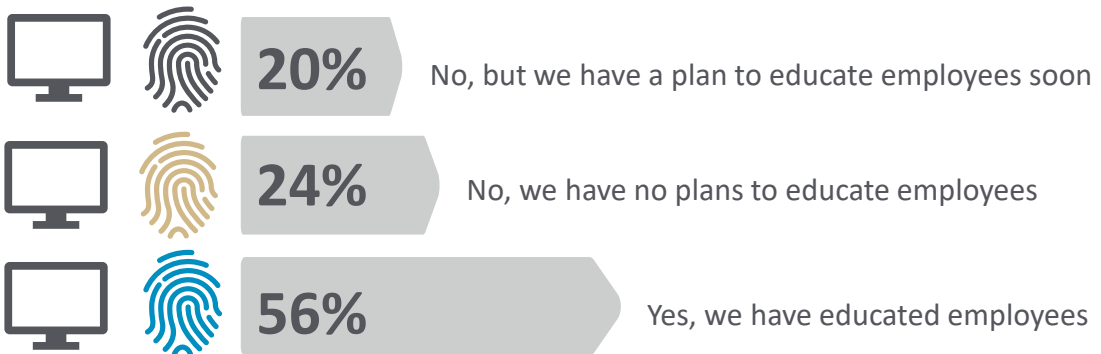 20% No, but we have a plan to educate employees soon
24% No, we have no plans to educate employees
56% Yes, we have educated employees